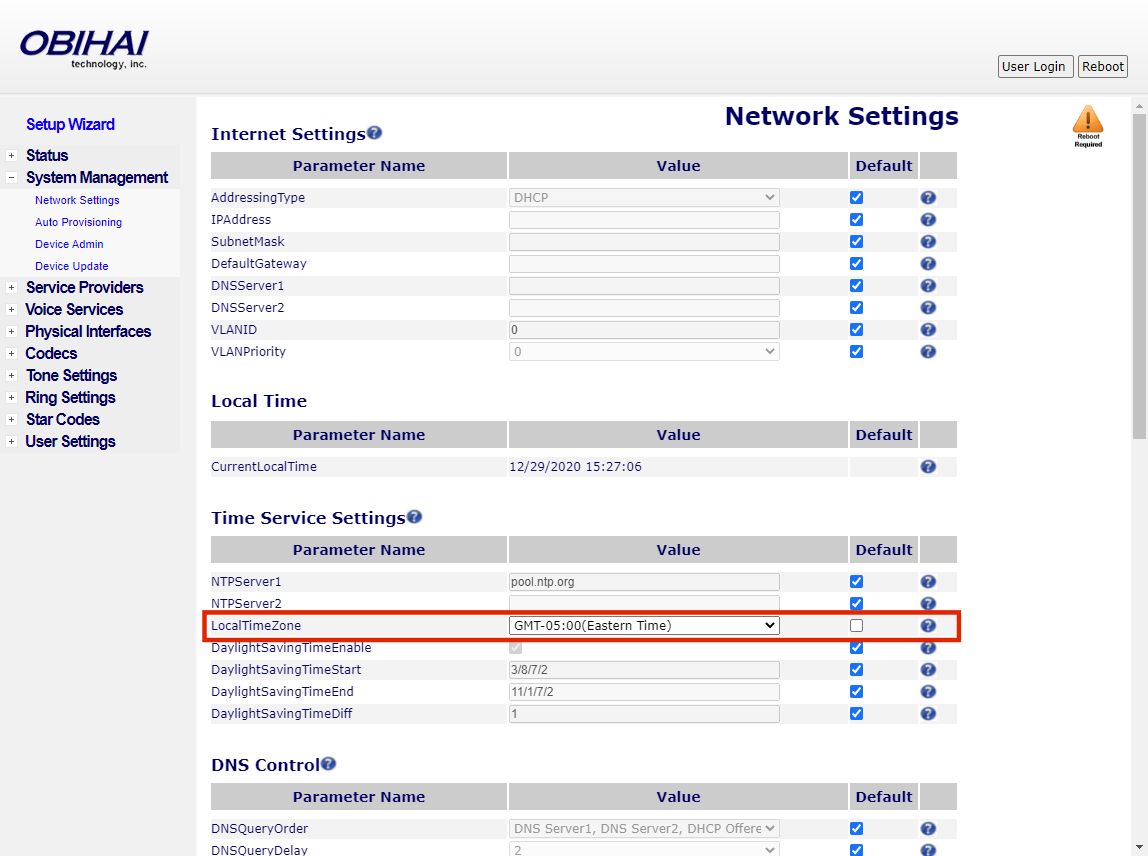 OBIHAI
technology, inc.
User Login Reboot
Setup Wizard
+ Status
− System Management
Network Settings
Auto Provisioning
Device Admin
Device Update
+ Service Providers
+ Voice Services
+ Physical Interfaces
+ Codecs
+ Tone Settings
+ Ring Settings
+ Star Codes
+ User Settings
Network Settings
Reboot
Required
Internet Settings ?
Parameter Name Value Default
AddressingType DHCP ?
IPAddress ?
SubnetMask ?
DefaultGateway ?
DNSServer1 ?
DNSServer2 ?
VLANID 0 ?
VLANPriority 0 ?
Local Time
Parameter Name Value Default
CurrentLocalTime 12/29/2020 15:27:06 ?
Time Service Settings ?
Parameter Name Value Default
NTPServer1 pool.ntp.org ?
NTPServer2 ?
LocalTimeZone GMT-05:00(Eastern Time) ?
DaylightSavingTimeEnable ?
DaylightSavingTimeStart 3/8/7/2 ?
DaylightSavingTimeEnd 11/1/7/2 ?
DaylightSavingTimeDiff 1 ?
DNS Control ?
Parameter Name Value Default
DNSQueryOrder DNS Server1, DNS Server2, DHCP Offere ?
DNSQueryDelay 2 ?